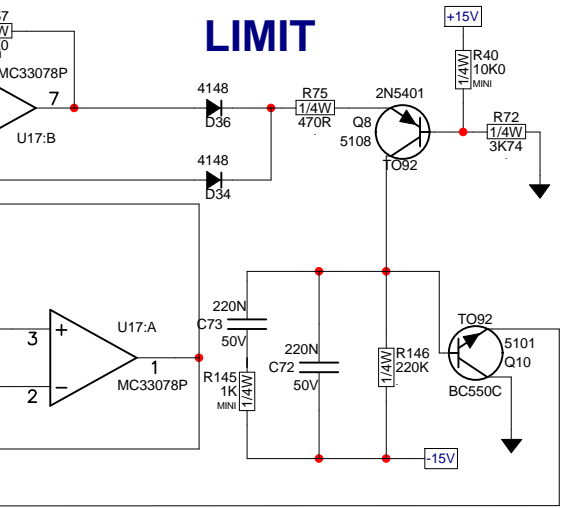 LIMIT
57
W
0
MC33078P
7
U17:B
4148
D36
4148
D34
R75
1/4W
470R
2N5401
Q8
5108
TO92
+15V
R40
10K0
MINI
1/4W
R72
1/4W
3K74
3
2
+
−
U17:A
1
MC33078P
220N
C73
50V
R145
1K
MINI
1/4W
220N
C72
50V
R146
220K
1/4W
TO92
5101
Q10
BC550C
-15V